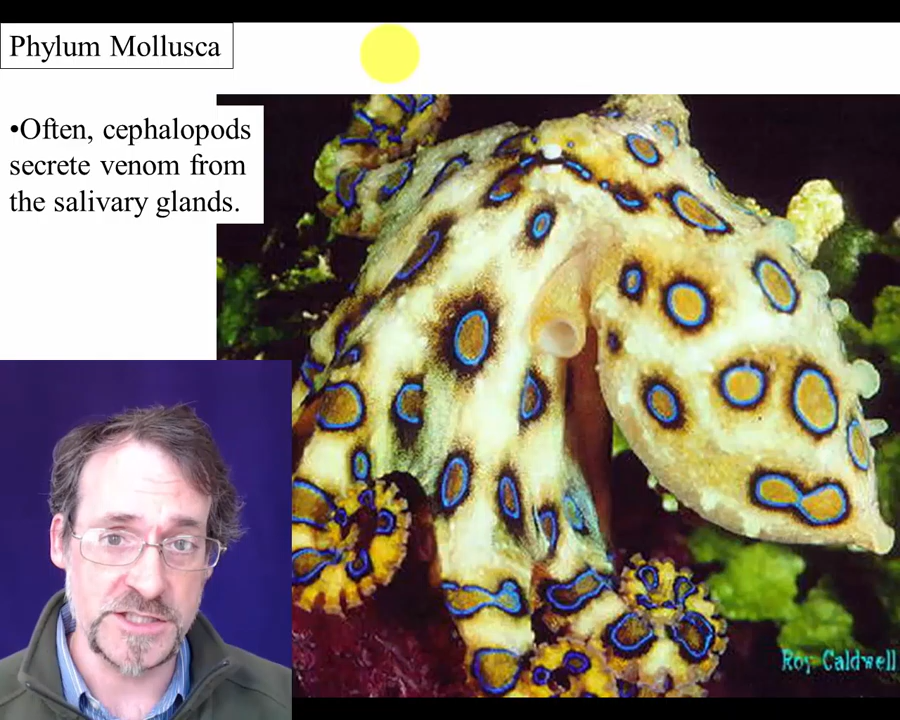 Phylum Mollusca
•Often, cephalopods
secrete venom from
the salivary glands.
Roy Caldwell